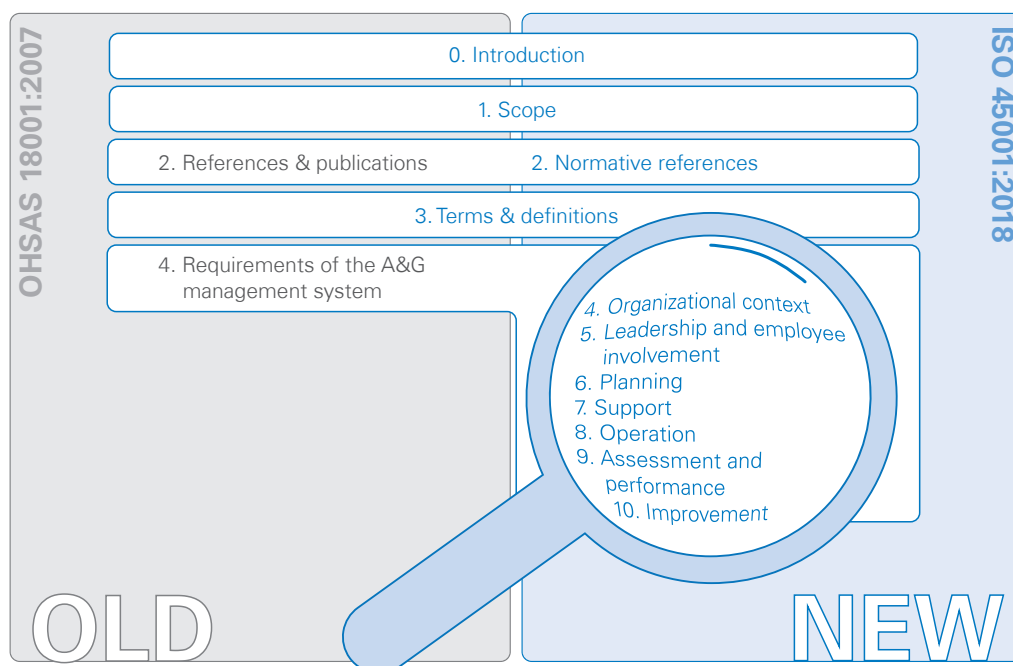 OHSAS 18001:2007
ISO 45001:2018
0. Introduction
1. Scope
2. References & publications
2. Normative references
3. Terms & definitions
4. Requirements of the A&G
management system
4. Organizational context
5. Leadership and employee
involvement
6. Planning
7. Support
8. Operation
9. Assessment and
performance
10. Improvement
OLD
NEW